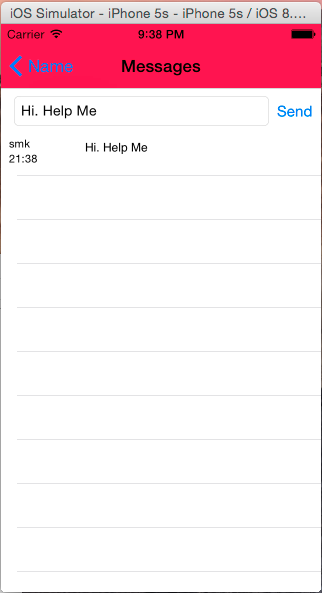 iOS Simulator - iPhone 5s - iPhone 5s / iOS 8....
Carrier 9:38 PM
Name Messages
Hi. Help Me Send
smk Hi. Help Me
21:38